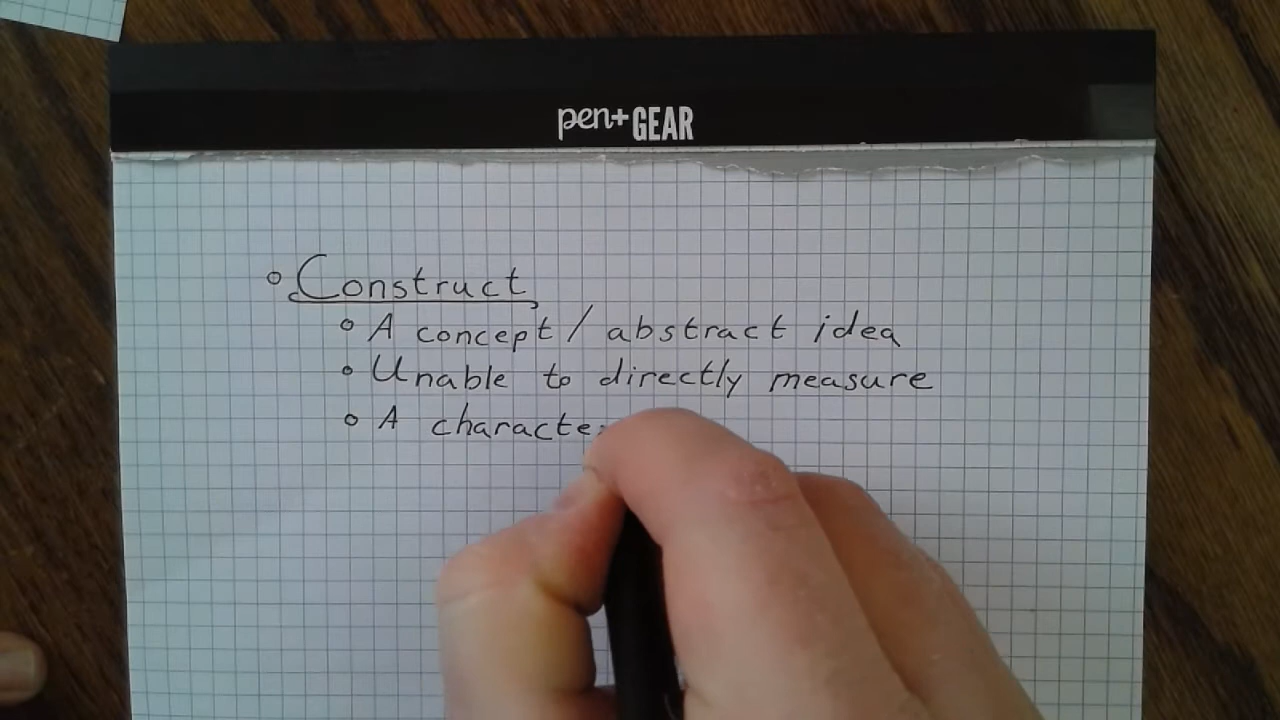 pen+GEAR
Construct
A concept / abstract idea
Unable to directly measure
A characte